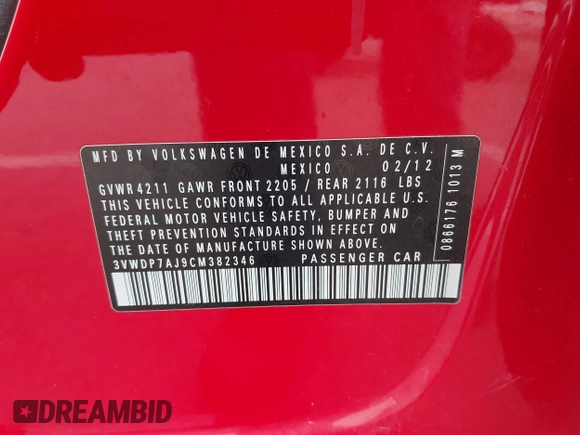 MFD BY VOLKSWAGEN DE MEXICO S.A. DE C.V.
MEXICO 02/12
GVWR 4211 GAWR FRONT 2205 / REAR 2116 LBS
THIS VEHICLE CONFORMS TO ALL APPLICABLE U.S.
FEDERAL MOTOR VEHICLE SAFETY, BUMPER AND
THEFT PREVENTION STANDARDS IN EFFECT ON
THE DATE OF MANUFACTURE SHOWN ABOVE.
3VWDP7AJ9CM382346 PASSENGER CAR
0866176 1013 M
DREAMBID